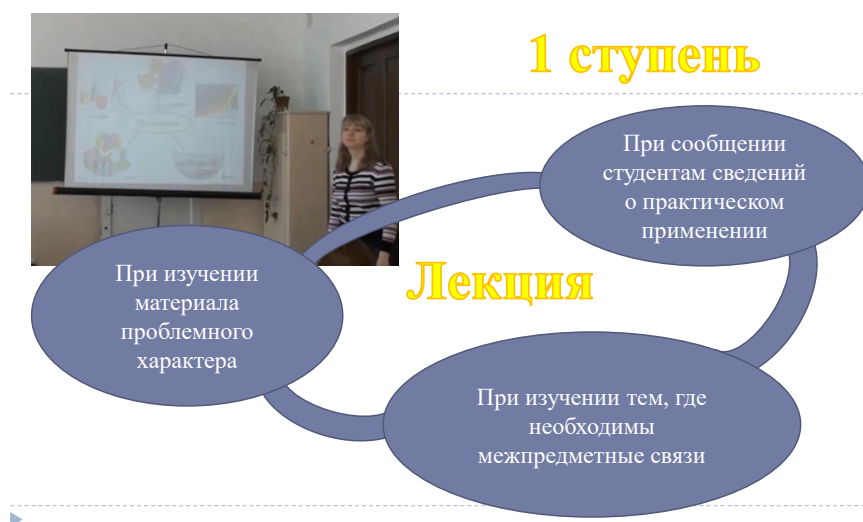 1 ступень
При сообщении
студентам сведений
о практическом
применении
Лекция
При изучении
материала
проблемного
характера
При изучении тем, где
необходимы
межпредметные связи